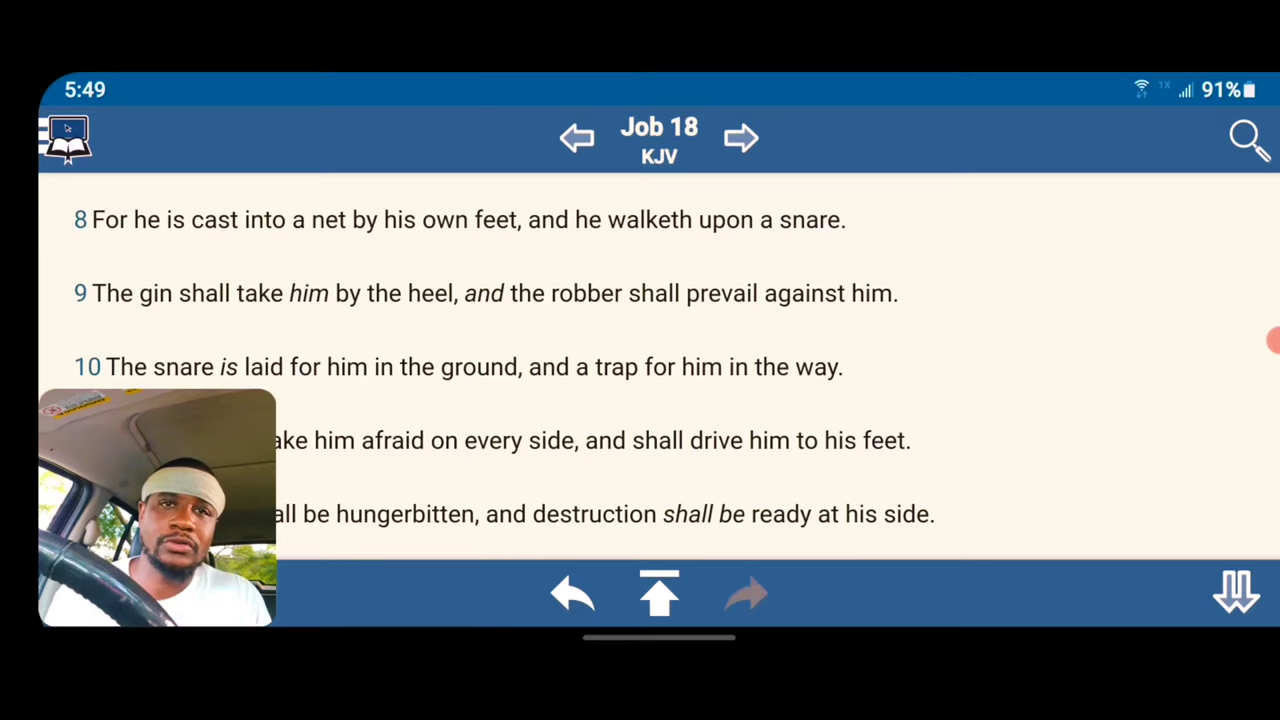 5:49
1X
91%
Job 18
KJV
8 For he is cast into a net by his own feet, and he walketh upon a snare.
9 The gin shall take him by the heel, and the robber shall prevail against him.
10 The snare is laid for him in the ground, and a trap for him in the way.
ake him afraid on every side, and shall drive him to his feet.
all be hungerbitten, and destruction shall be ready at his side.